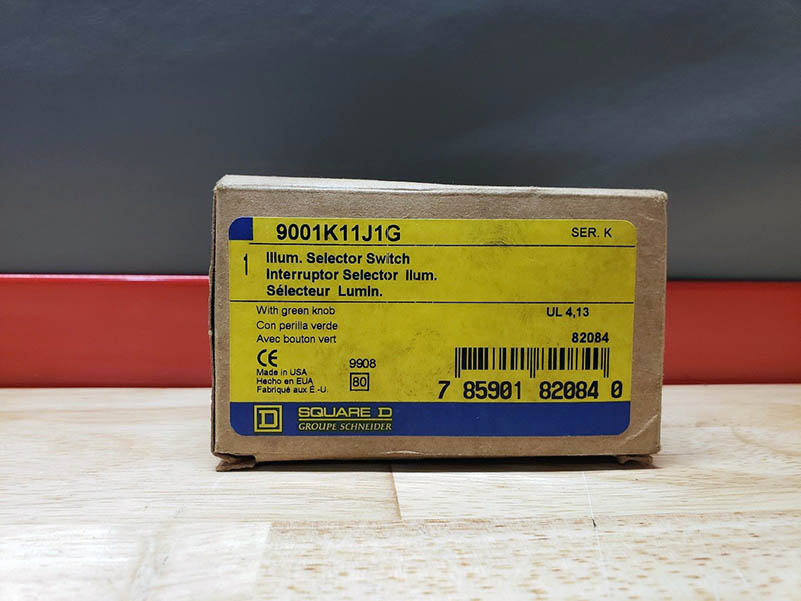 9001K11J1G SER. K
1 Illum. Selector Switch
Interruptor Selector Ilum.
Sélecteur Lumin.
With green knob UL 4,13
Con perilla verde
Avec bouton vert 82084
CE 9908
Made in USA
Hecho en EUA 80
Fabriqué aux É.-U.
7 85901 82084 0
D SQUARE D
GROUPE SCHNEIDER